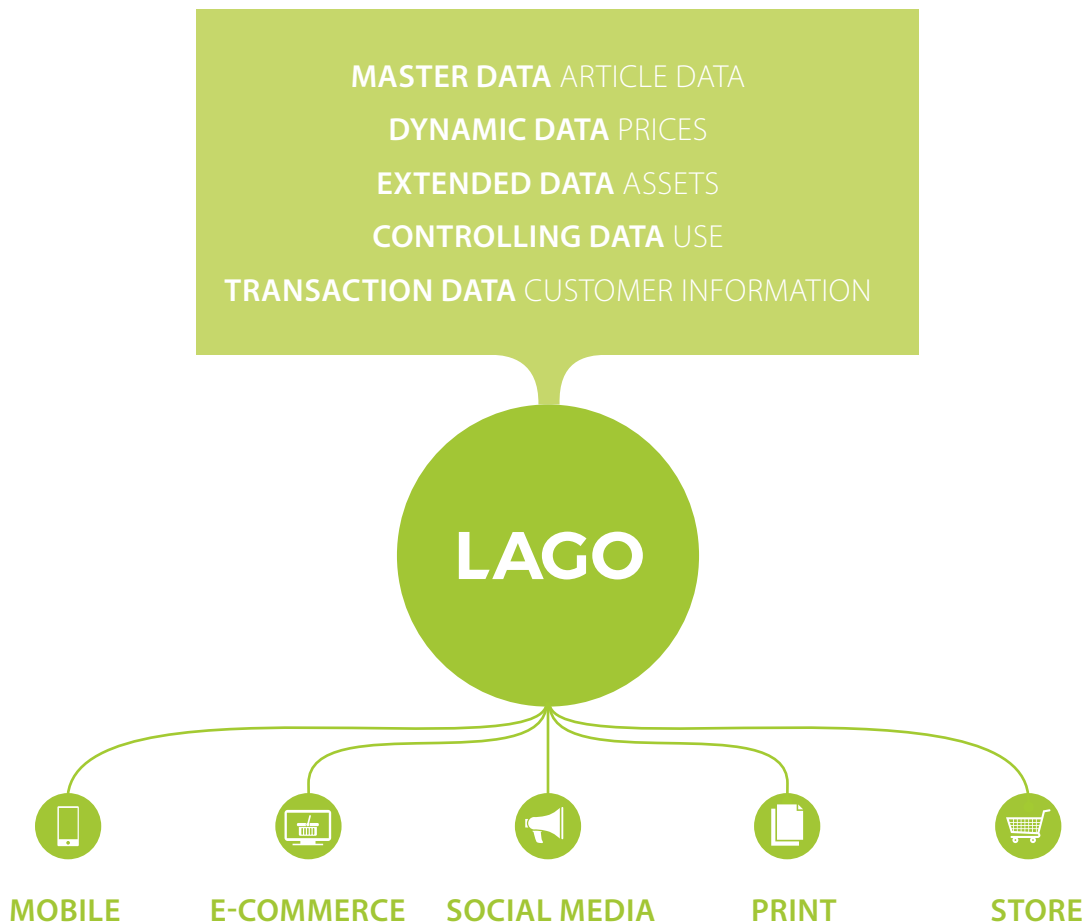 MASTER DATA ARTICLE DATA
DYNAMIC DATA PRICES
EXTENDED DATA ASSETS
CONTROLLING DATA USE
TRANSACTION DATA CUSTOMER INFORMATION
LAGO
MOBILE E-COMMERCE SOCIAL MEDIA PRINT STORE